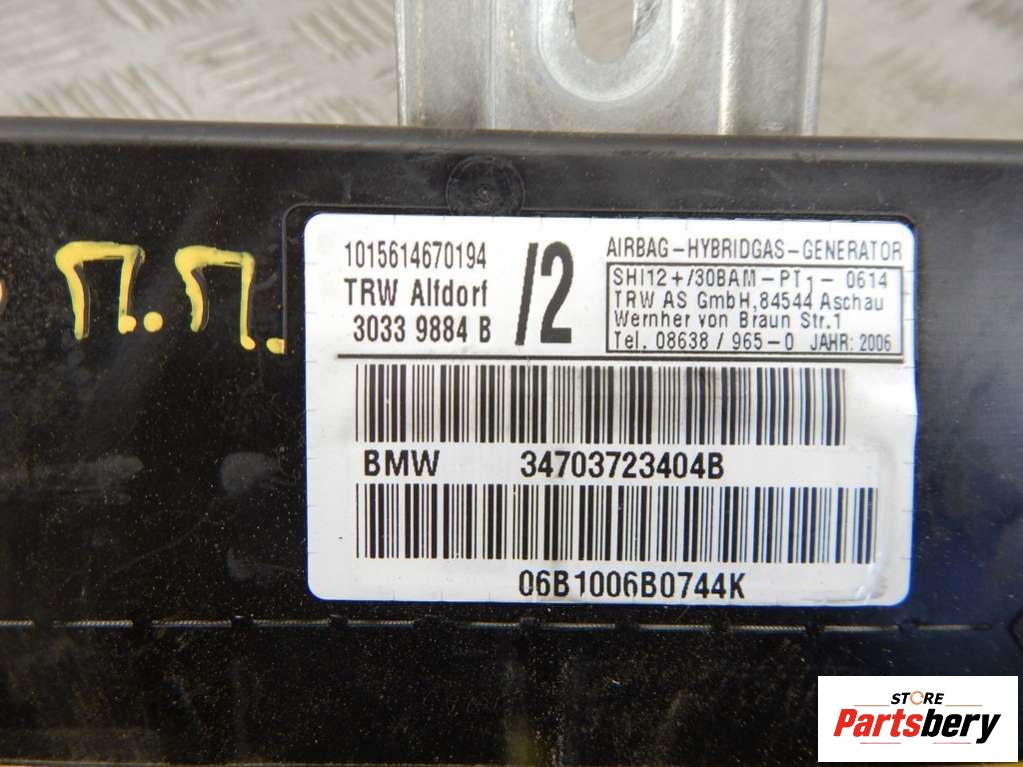 П.П.
1015614670194
TRW Alfdorf
3033 9884 B
/2
AIRBAG-HYBRIDGAS-GENERATOR
SHI12+/30BAM-PT1- 0614
TRW AS GmbH, 84544 Aschau
Wernher von Braun Str.1
Tel. 08638 / 965-0 JAHR: 2006
BMW 34703723404B
06B1006B0744K
STORE
Partsbery